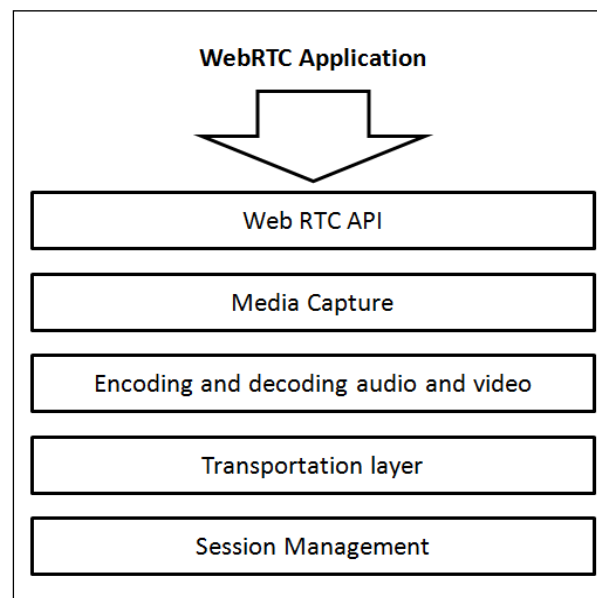 WebRTC Application
Web RTC API
Media Capture
Encoding and decoding audio and video
Transportation layer
Session Management